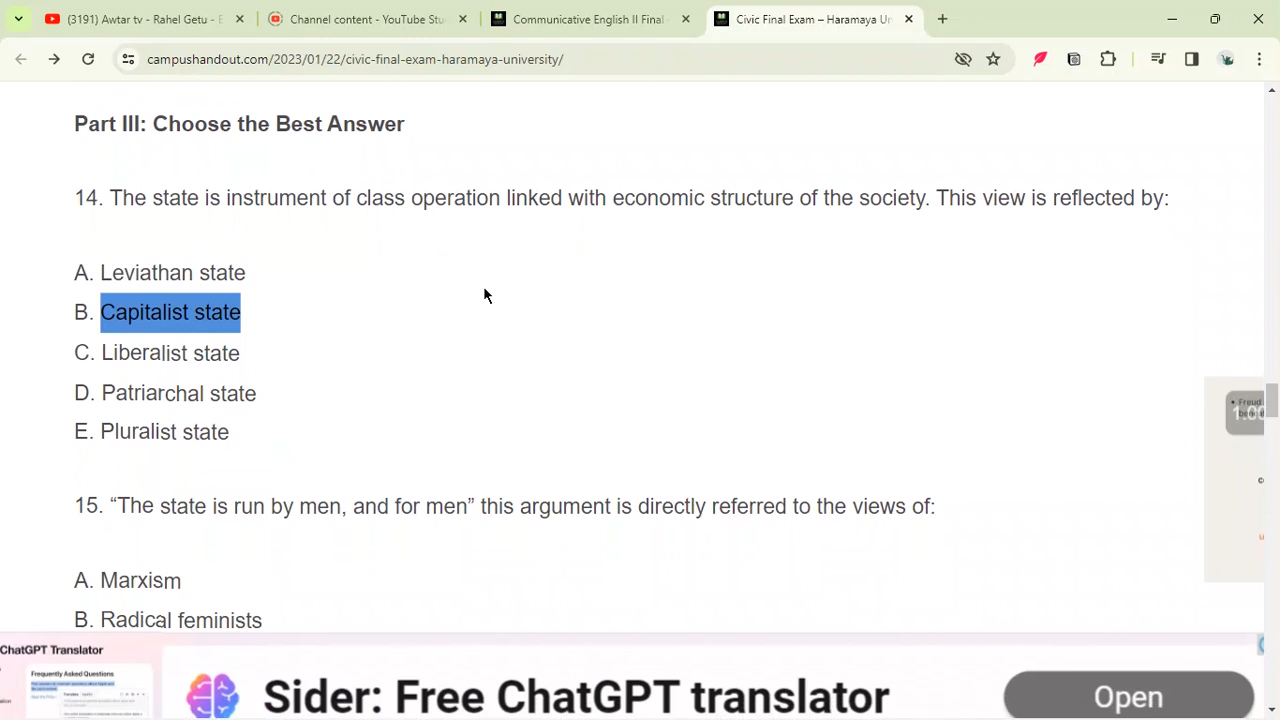 (3191) Awtar tv - Rahel Getu - E
Channel content - YouTube Stu
Communicative English II Final
Civic Final Exam – Haramaya Un
campushandout.com/2023/01/22/civic-final-exam-haramaya-university/
Part III: Choose the Best Answer
14. The state is instrument of class operation linked with economic structure of the society. This view is reflected by:
A. Leviathan state
B. Capitalist state
C. Liberalist state
D. Patriarchal state
E. Pluralist state
Freud
1.00
15. “The state is run by men, and for men” this argument is directly referred to the views of:
A. Marxism
B. Radical feminists
ChatGPT Translator
Frequently Asked Questions
Sider: Free ChatGPT translator
Open